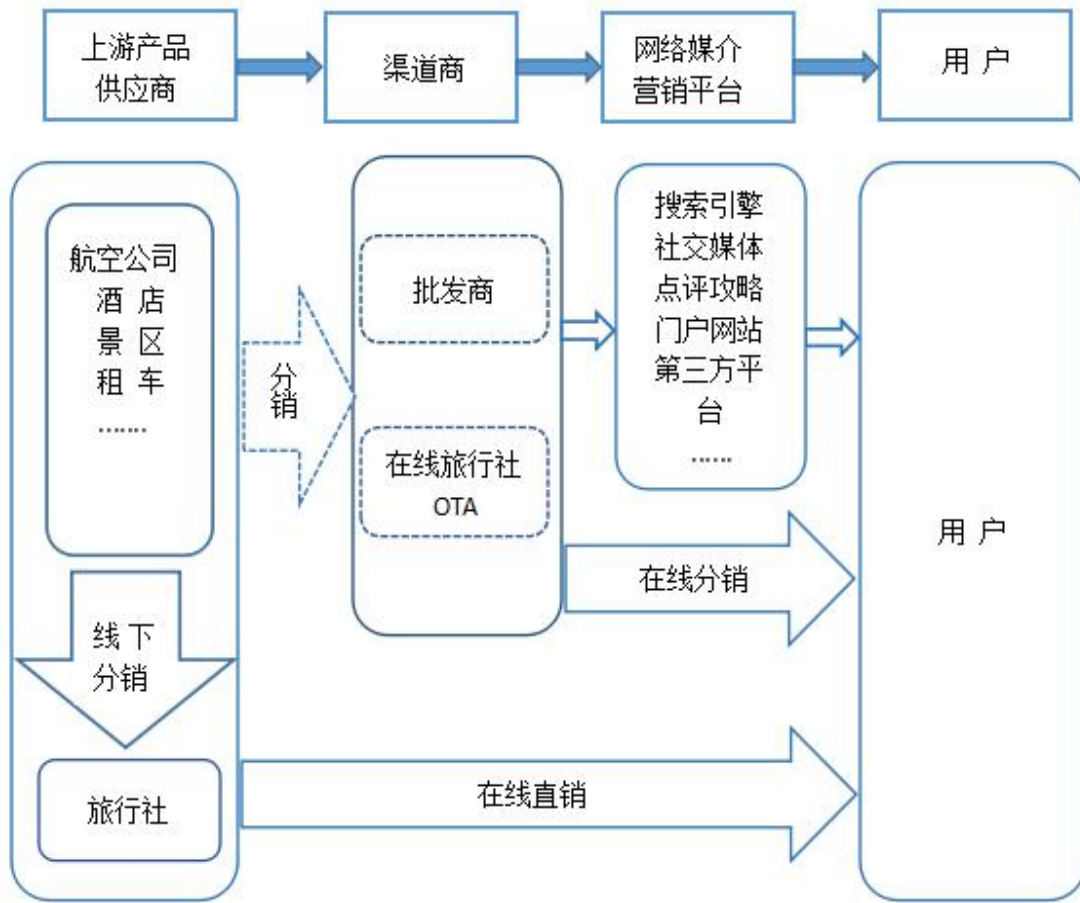 上游产品
供应商
渠道商
网络媒介
营销平台
用 户
航空公司
酒 店
景 区
租 车
……
分
销
批发商
在线旅行社
OTA
搜索引擎
社交媒体
点评攻略
门户网站
第三方平
台
……
用 户
在线分销
线 下
分销
旅行社
在线直销